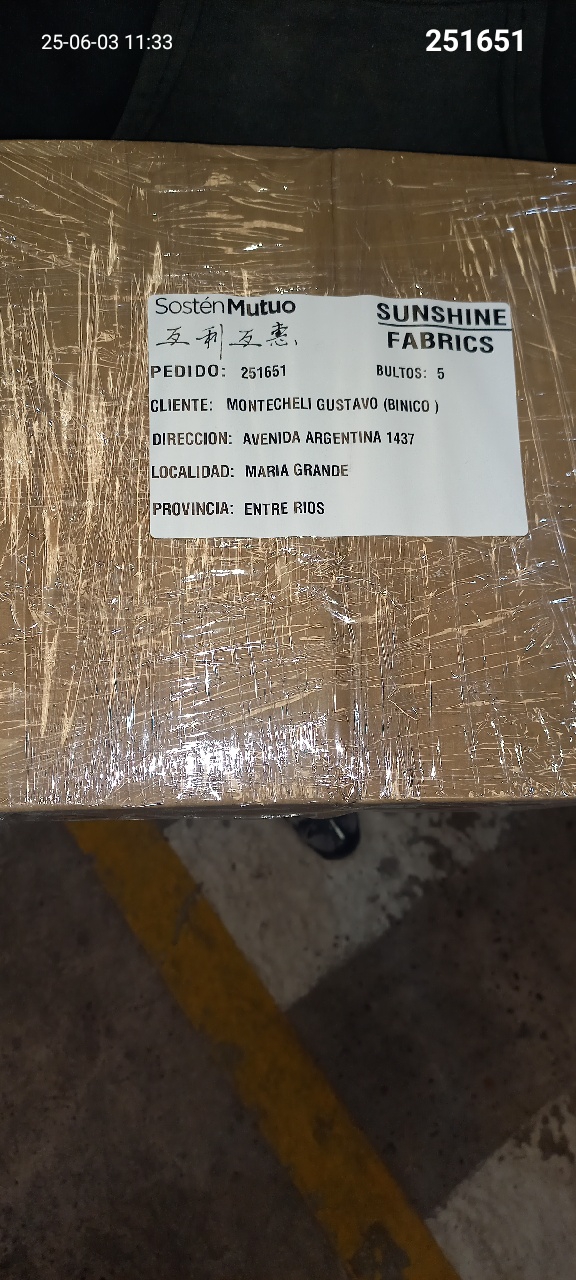 25-06-03 11:33
251651
SosténMutuo
SUNSHINE
互利互惠
FABRICS
PEDIDO: 251651
BULTOS: 5
CLIENTE: MONTECHELI GUSTAVO (BINICO )
DIRECCION: AVENIDA ARGENTINA 1437
LOCALIDAD: MARIA GRANDE
PROVINCIA: ENTRE RIOS